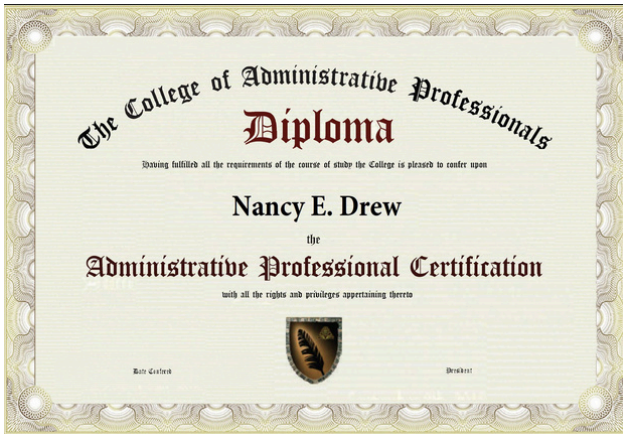 The College of Administrative Professionals
Diploma
Having fulfilled all the requirements of the course of study the College is pleased to confer upon
Nancy E. Drew
the
Administrative Professional Certification
with all the rights and privileges appertaining thereto
Date Confered
President